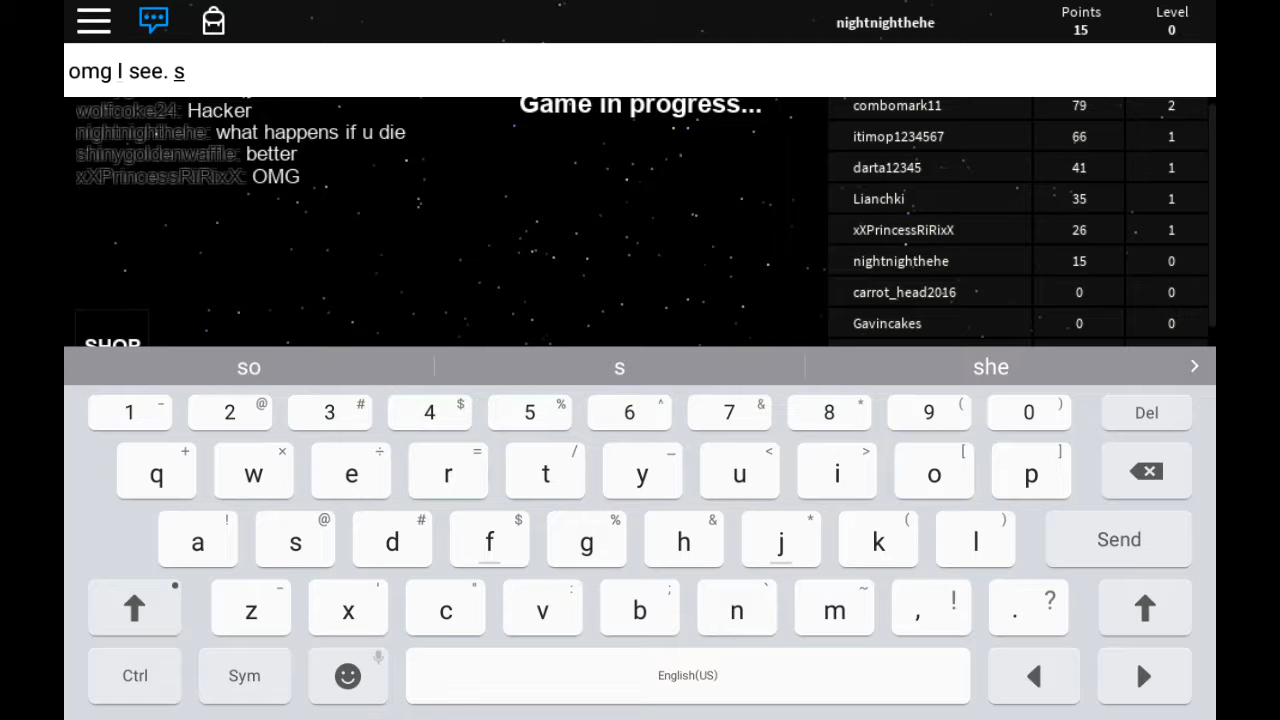 nightnighthehe
Points
15
Level
0
omg I see. s
wolfcoke24: Hacker
nightnighthehe: what happens if u die
shinygoldenwaffle: better
xXPrincessRiRixX: OMG
Game in progress...
combomark11 79 2
itimop1234567 66 1
darta12345 41 1
Lianchki 35 1
xXPrincessRiRixX 26 1
nightnighthehe 15 0
carrot_head2016 0 0
Gavincakes 0 0
SHOP
so s she >
1 - 2 @ 3 # 4 $ 5 % 6 ^ 7 & 8 * 9 ( 0 ) Del
q + w × e ÷ r = t / y _ u < i > o [ p ]
a ! s @ d # f $ g % h & j * k ( l ) Send
z - x ' c " v : b ; n ` m ~ , ! . ?
Ctrl Sym English(US)